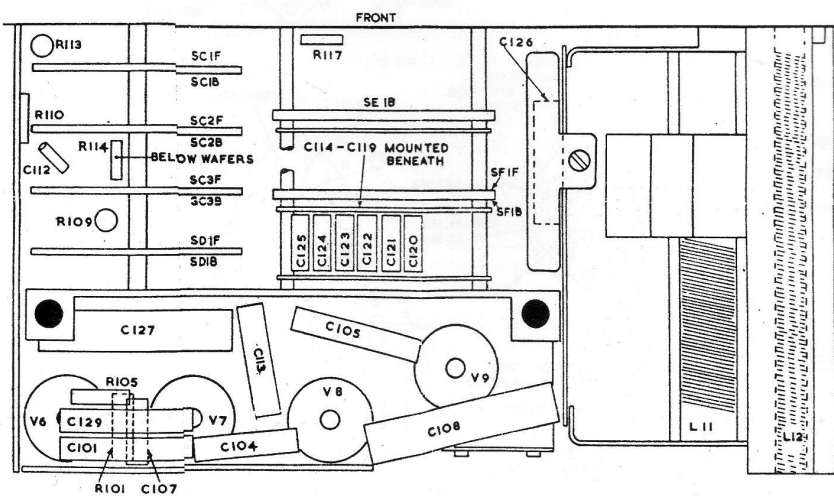 FRONT
R113
R117
C126
SC1F
SC1B
R110
SE 1B
SC2F
SC2B
R114
BELOW WAFERS
C112
C114–C119 MOUNTED
BENEATH
SC3F
SC3B
SF1F
SF1B
R109
SD1F
SD1B
C125
C124
C123
C122
C121
C120
C127
C113
C105
R105
V9
V8
V6
C129
V7
C108
C101
C104
L11
L12
R101
C107